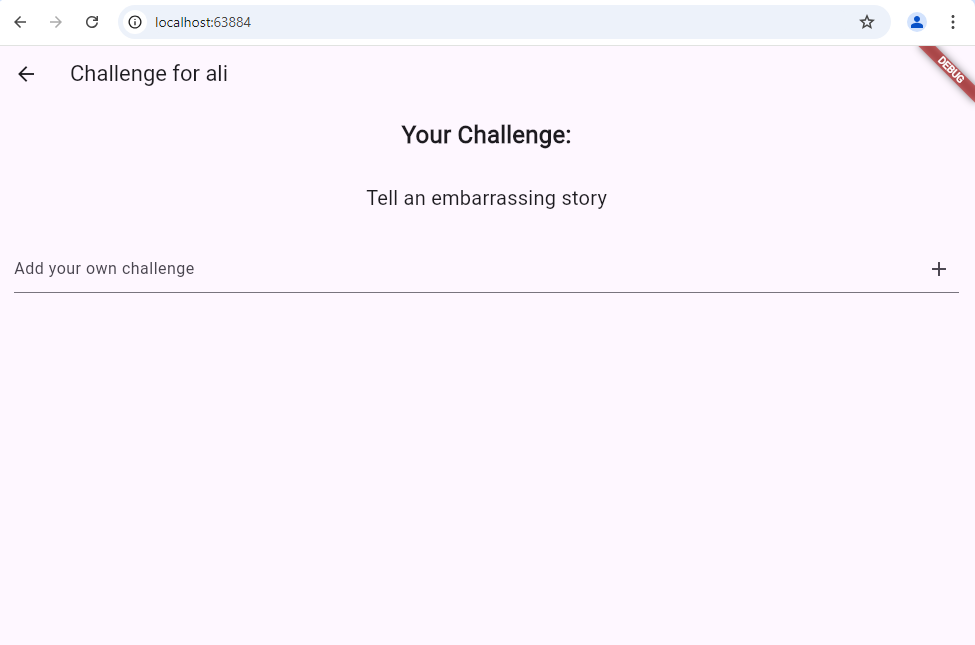 localhost:63884
Challenge for ali
DEBUG
Your Challenge:
Tell an embarrassing story
Add your own challenge